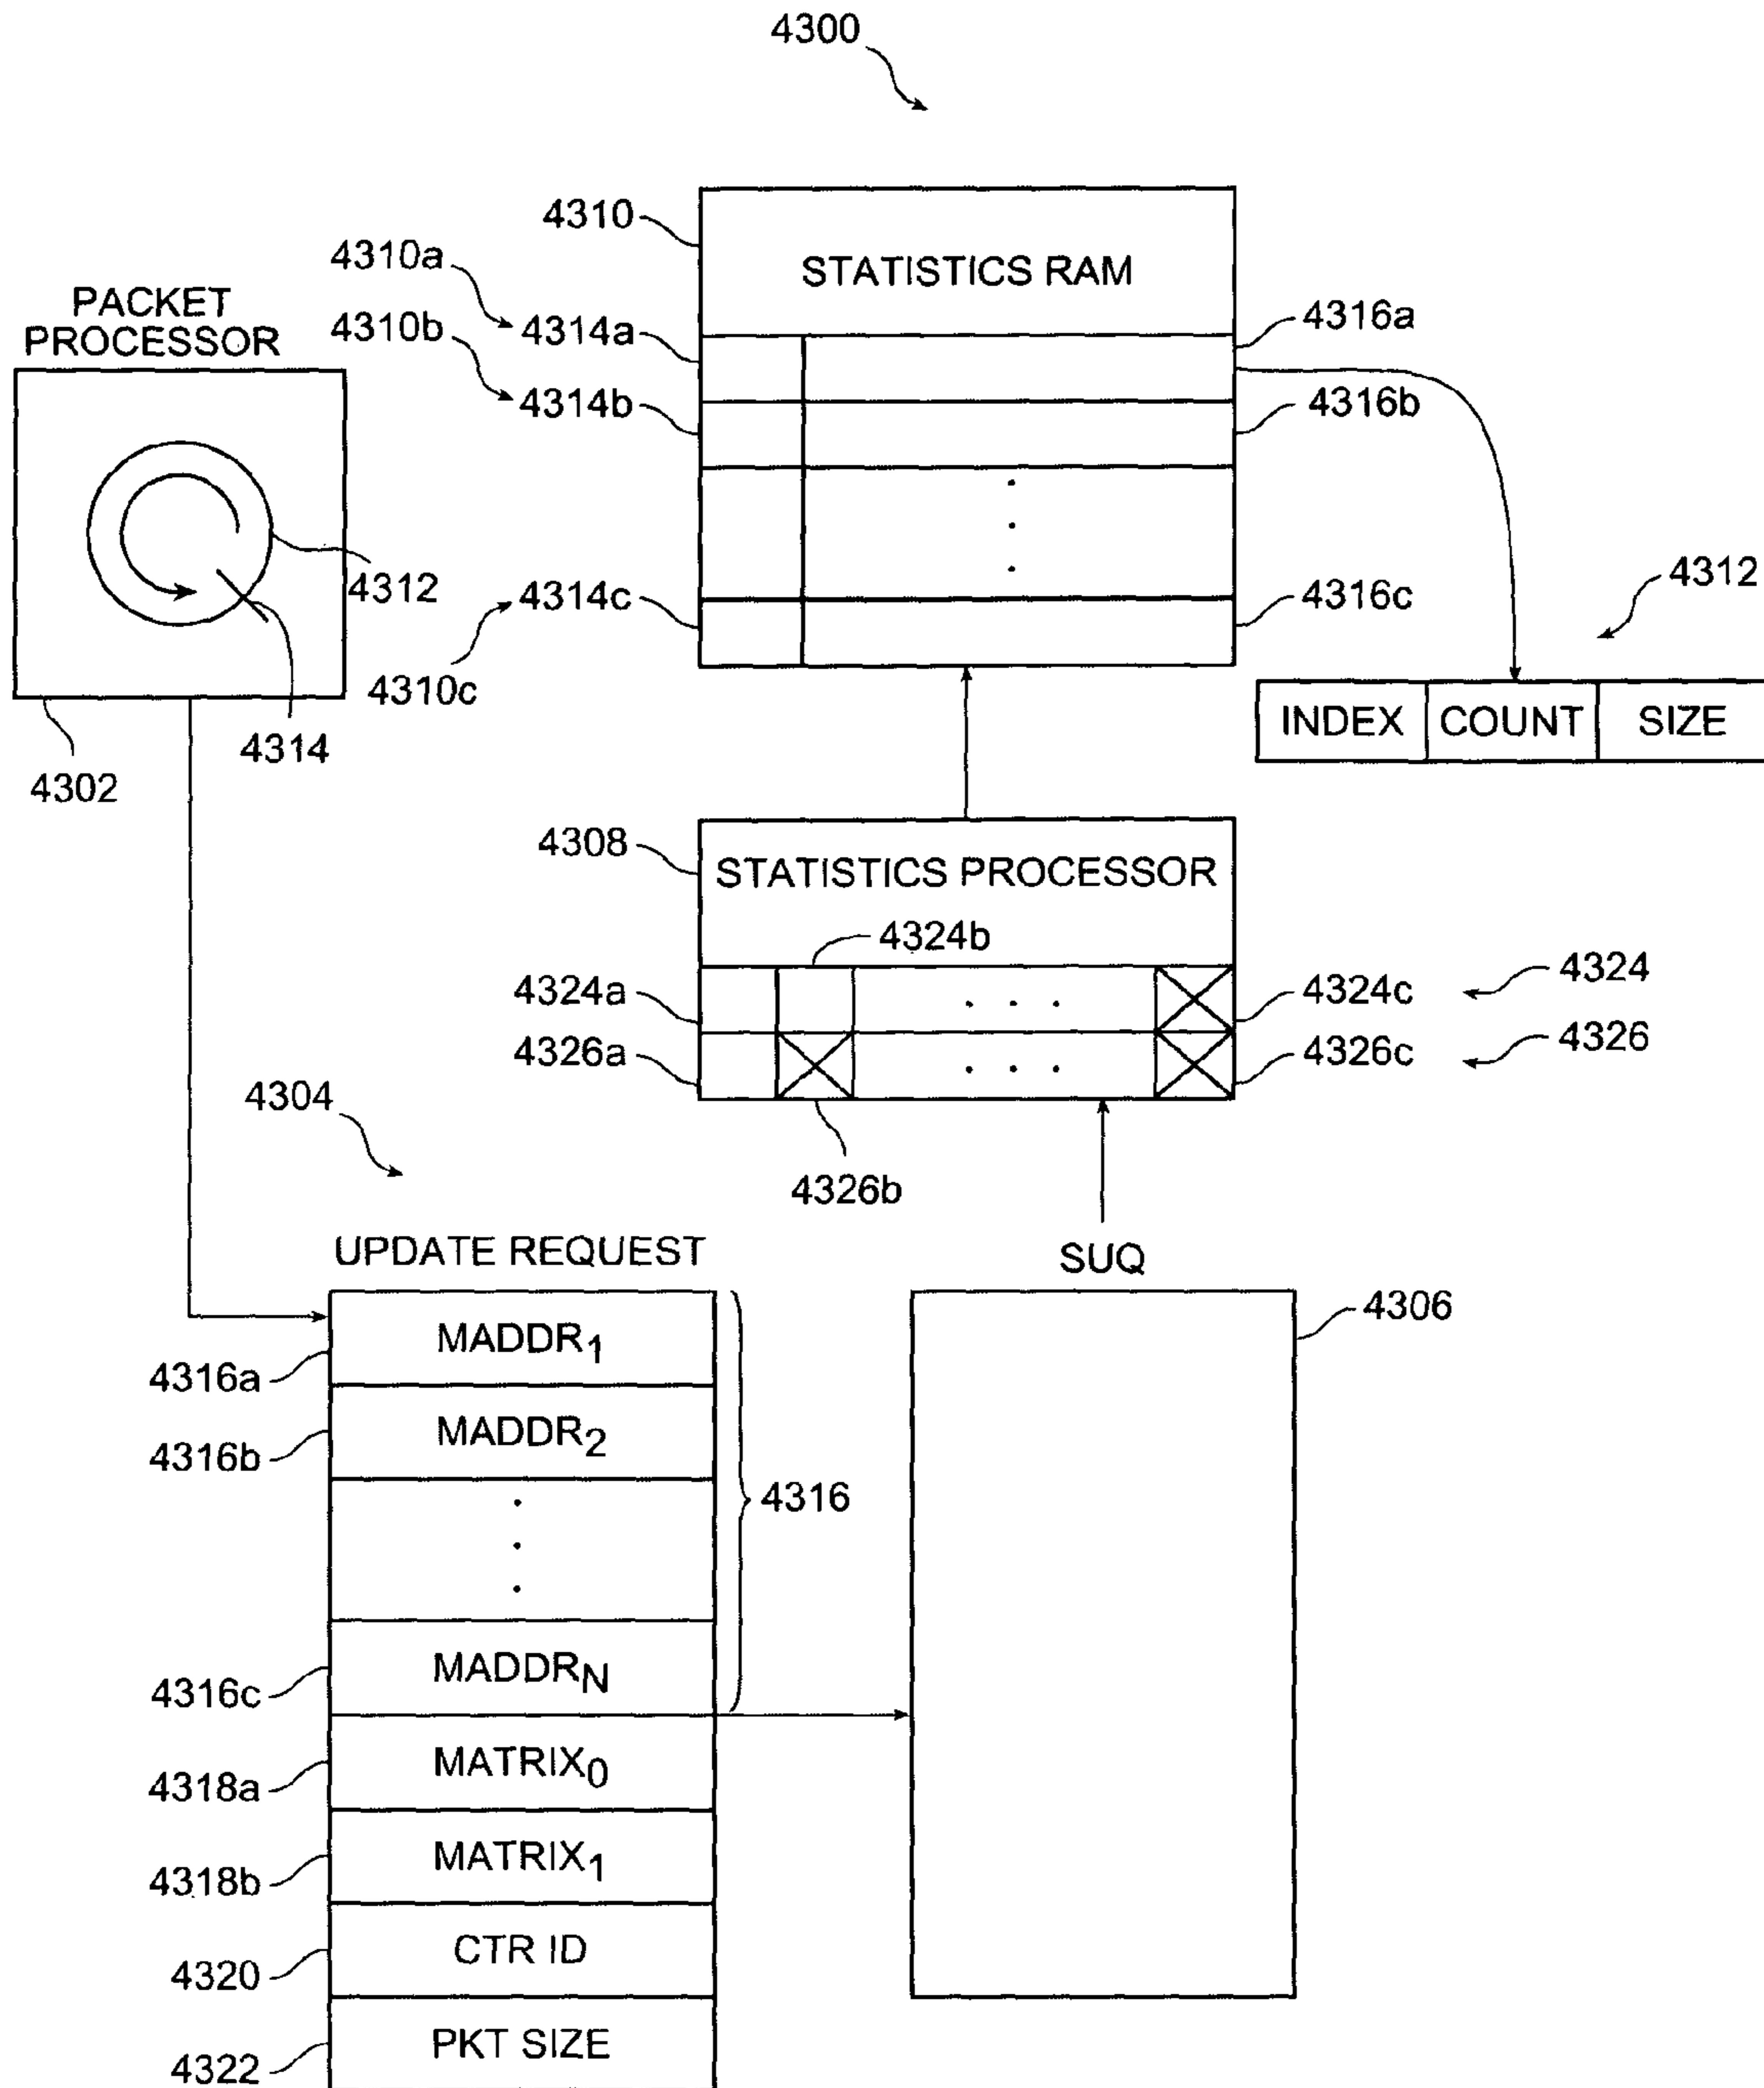 4300
4310
STATISTICS RAM
4310a
4314a
4316a
PACKET
PROCESSOR
4310b
4314b
4316b
4312
4314
4302
4314c
4310c
4316c
4312
INDEX COUNT SIZE
4308
STATISTICS PROCESSOR
4324b
4324a
. . .
4324c
4324
4326a
. . .
4326c
4326
4326b
4304
UPDATE REQUEST
SUQ
4306
MADDR1
4316a
MADDR2
4316b
4316
MADDRN
4316c
MATRIX0
4318a
MATRIX1
4318b
CTR ID
4320
PKT SIZE
4322